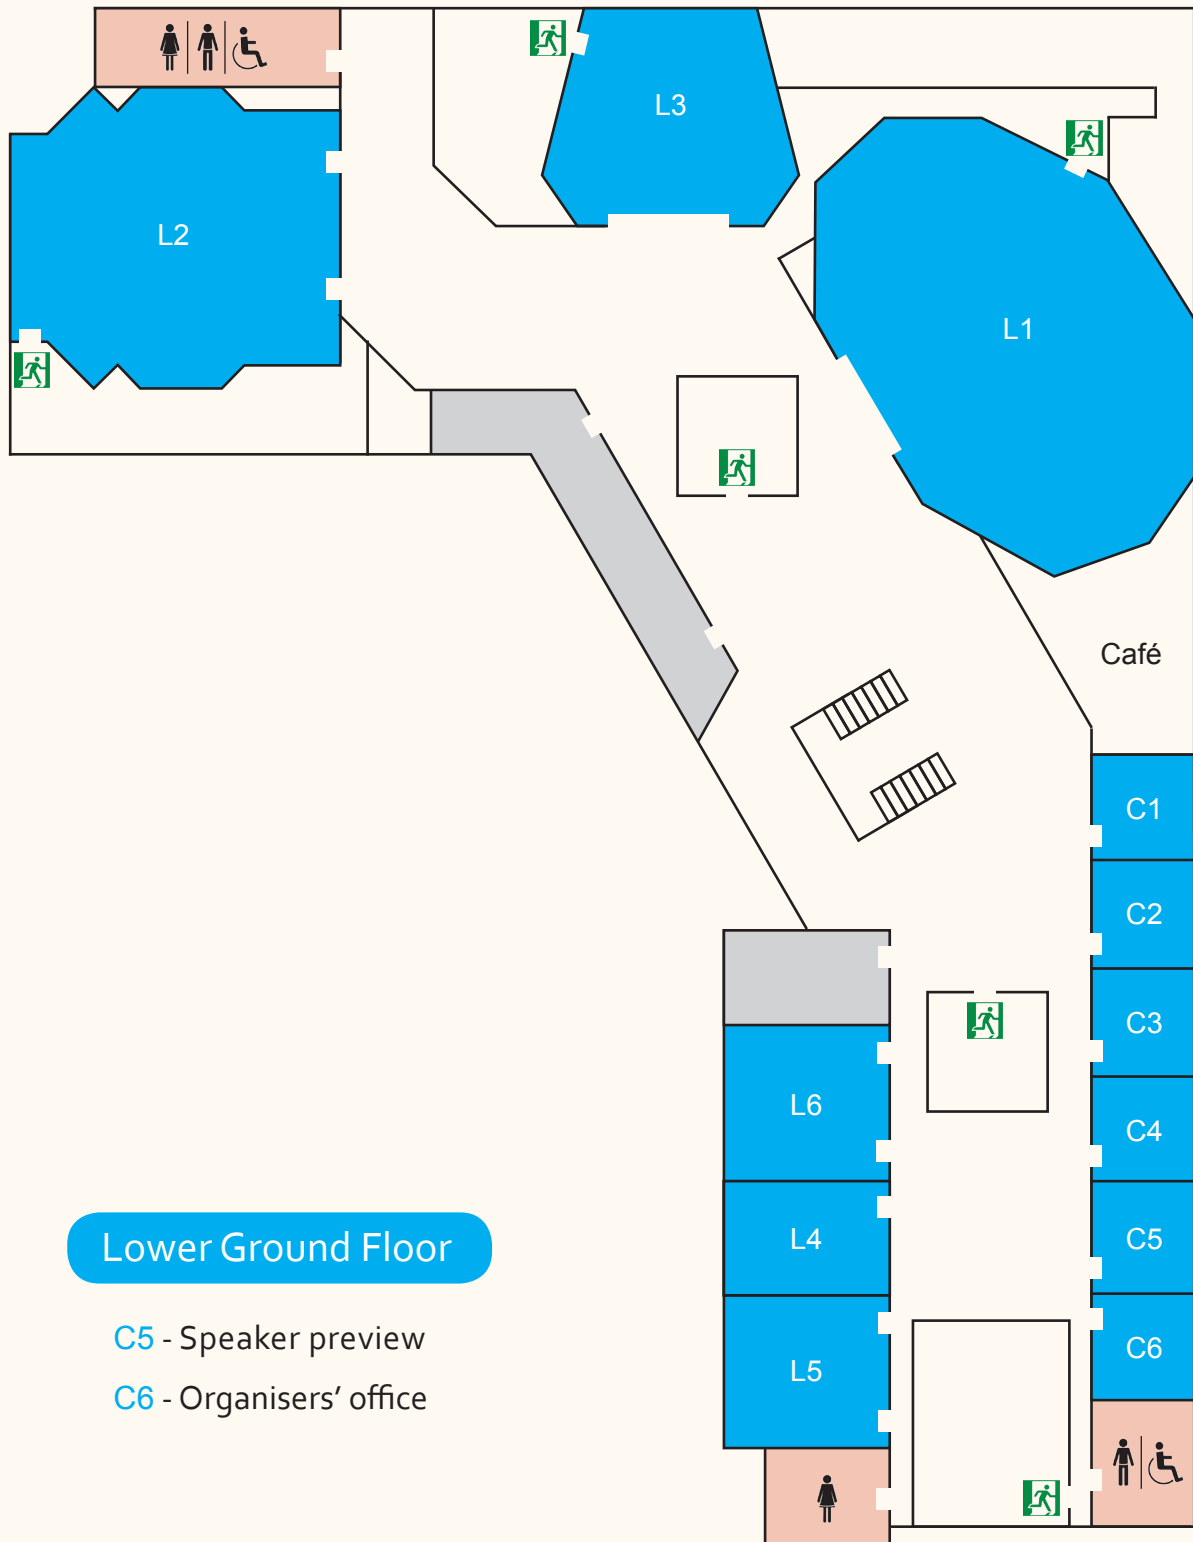 L3
L2
L1
Café
C1
C2
C3
L6
C4
L4
C5
L5
C6
Lower Ground Floor
C5 - Speaker preview
C6 - Organisers’ office